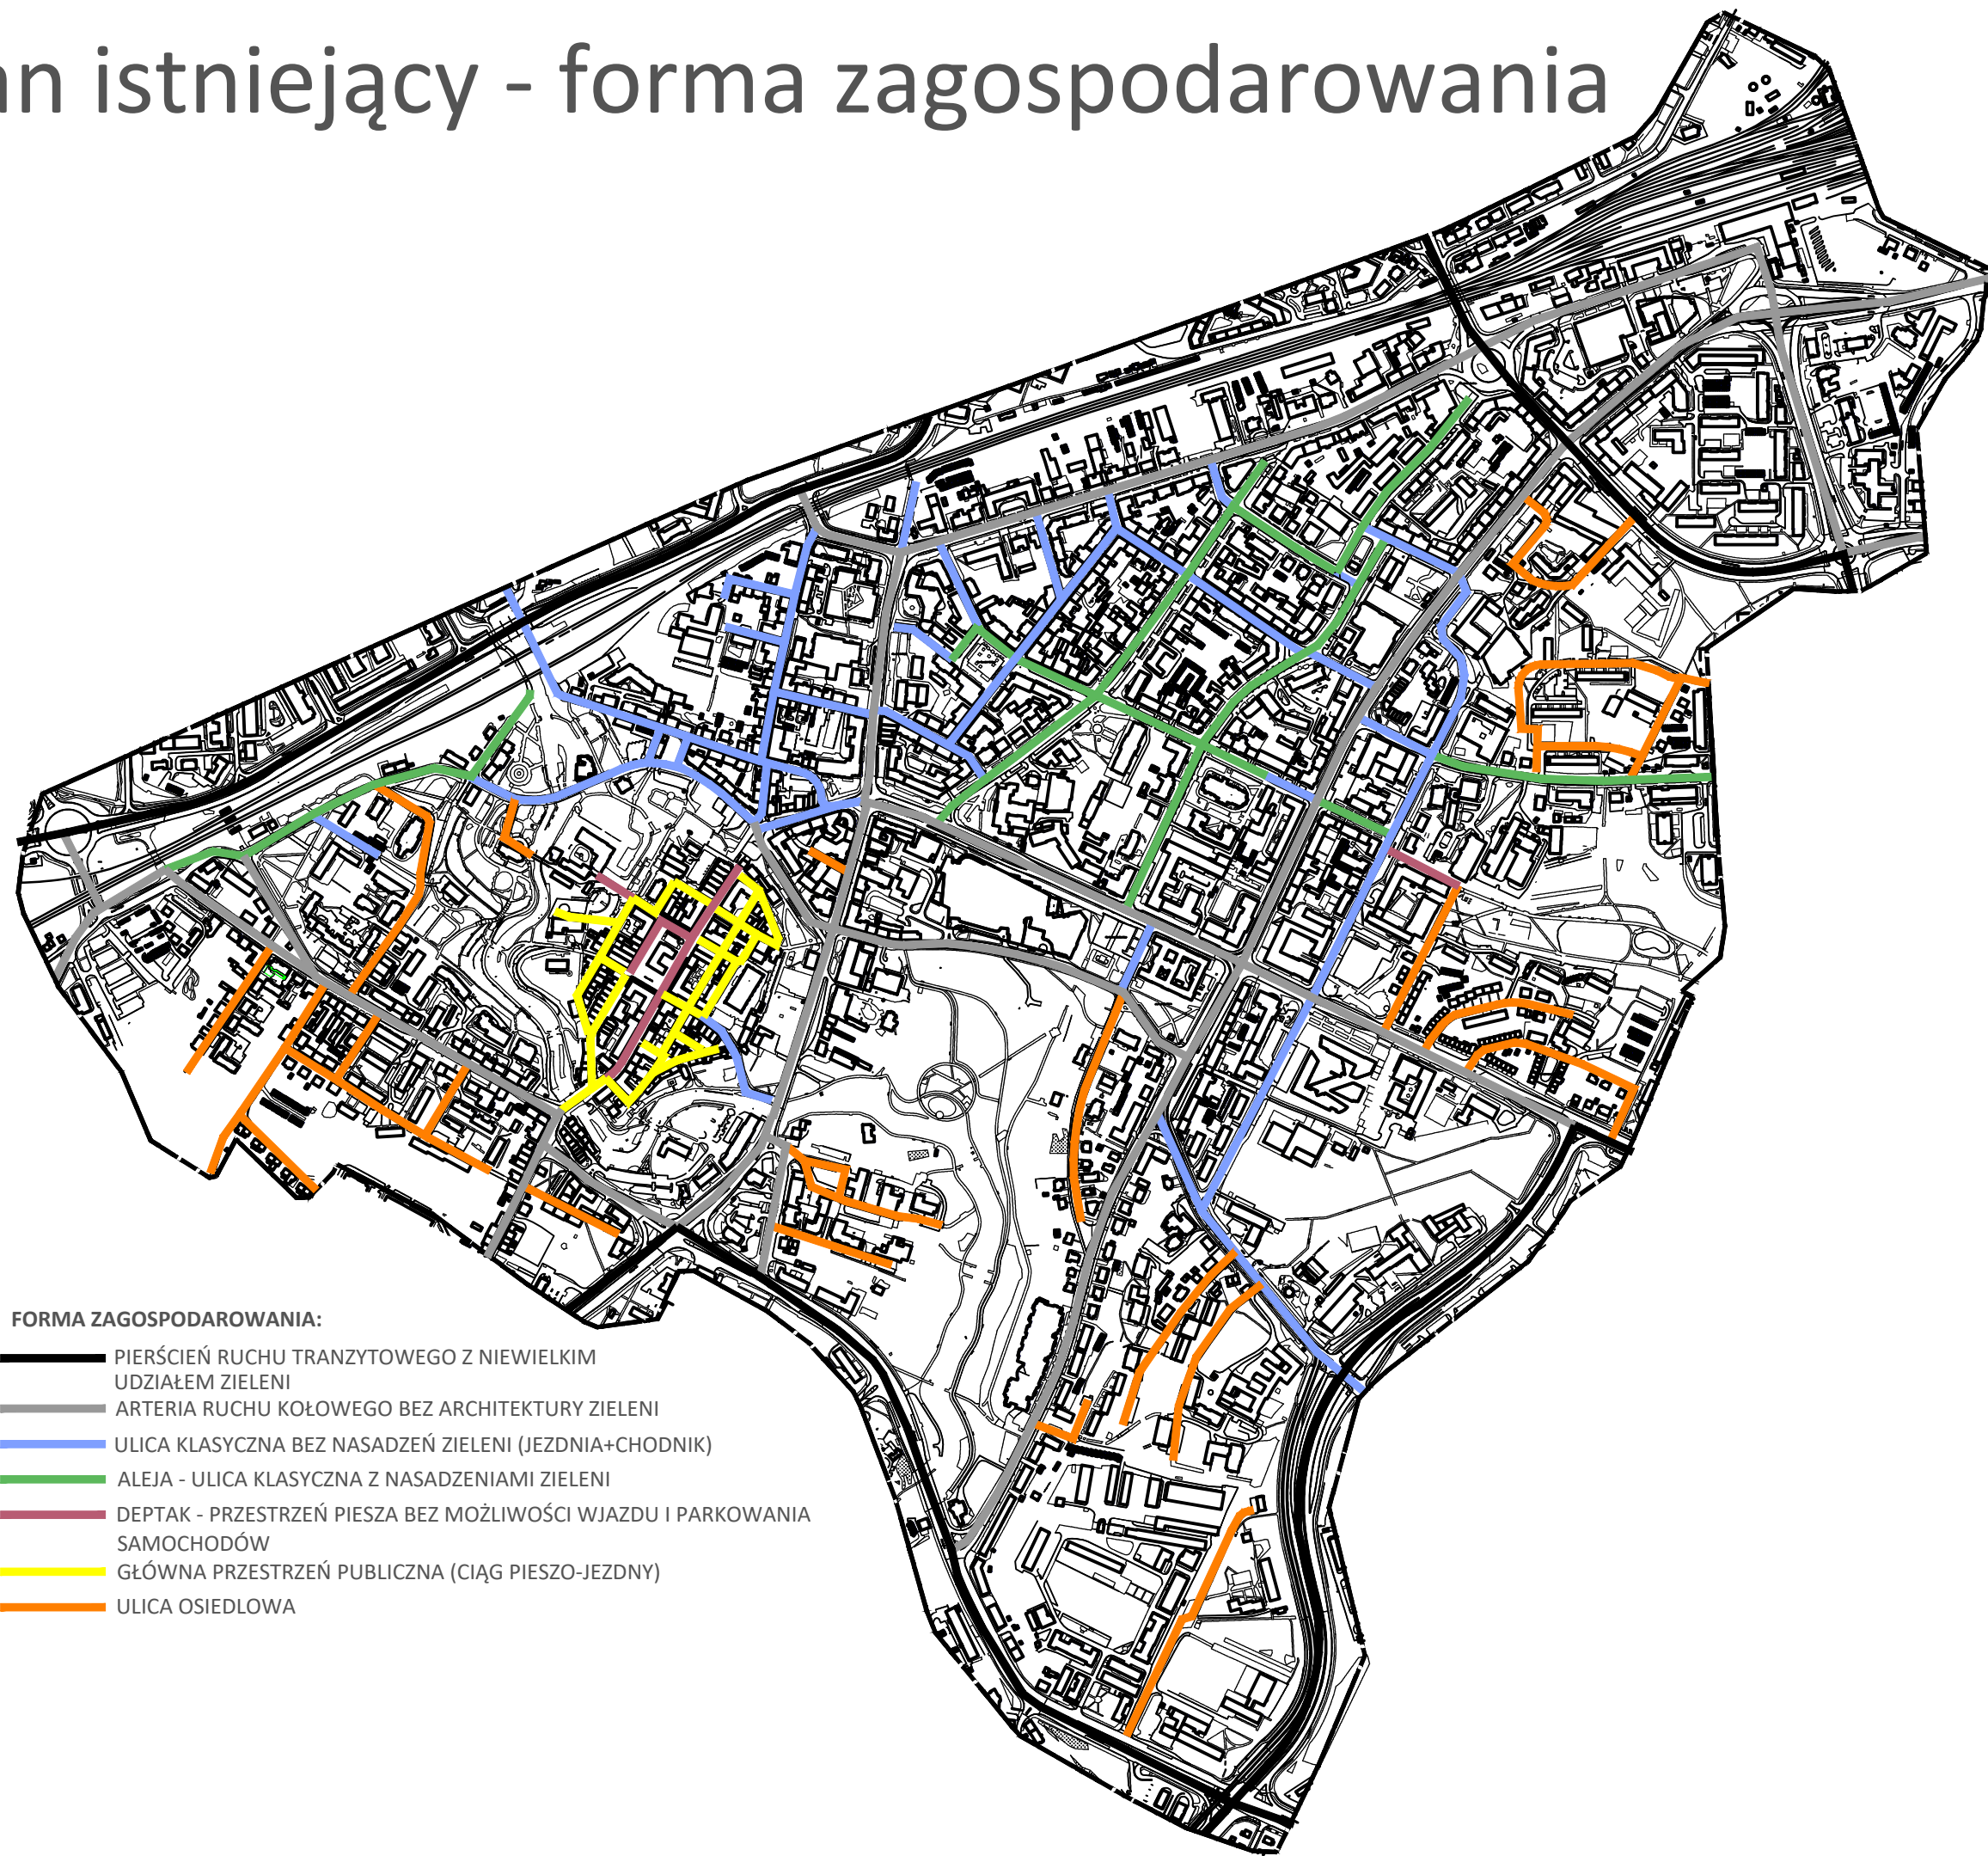 an istniejący - forma zagospodarowania
FORMA ZAGOSPODAROWANIA:
PIERŚCIEŃ RUCHU TRANZYTOWEGO Z NIEWIELKIM
UDZIAŁEM ZIELENI
ARTERIA RUCHU KOŁOWEGO BEZ ARCHITEKTURY ZIELENI
ULICA KLASYCZNA BEZ NASADZEŃ ZIELENI (JEZDNIA+CHODNIK)
ALEJA - ULICA KLASYCZNA Z NASADZENIAMI ZIELENI
DEPTAK - PRZESTRZEŃ PIESZA BEZ MOŻLIWOŚCI WJAZDU I PARKOWANIA
SAMOCHODÓW
GŁÓWNA PRZESTRZEŃ PUBLICZNA (CIĄG PIESZO-JEZDNY)
ULICA OSIEDLOWA